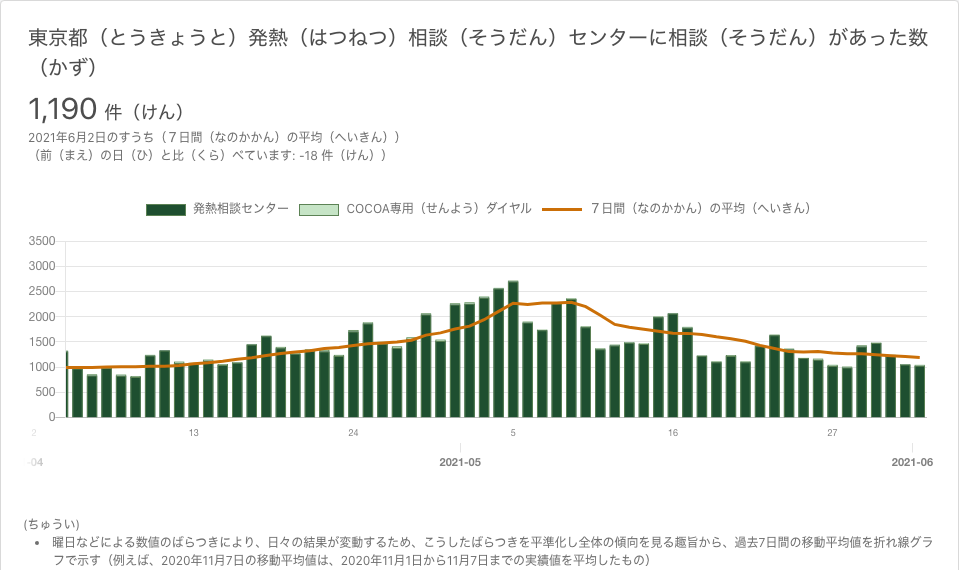 東京都（とうきょうと）発熱（はつねつ）相談（そうだん）センターに相談（そうだん）があった数
（かず）
1,190 件（けん）
2021年6月2日のすうち（７日間（なのかかん）の平均（へいきん））
（前（まえ）の日（ひ）と比（くら）べています: -18 件（けん））
発熱相談センター COCOA専用（せんよう）ダイヤル ７日間（なのかかん）の平均（へいきん）
3500
3000
2500
2000
1500
1000
500
0
2 13 24 5 16 27
-04 2021-05 2021-06
(ちゅうい)
• 曜日などによる数値のばらつきにより、日々の結果が変動するため、こうしたばらつきを平準化し全体の傾向を見る趣旨から、過去7日間の移動平均値を折れ線グラ
フで示す（例えば、2020年11月7日の移動平均値は、2020年11月1日から11月7日までの実績値を平均したもの）